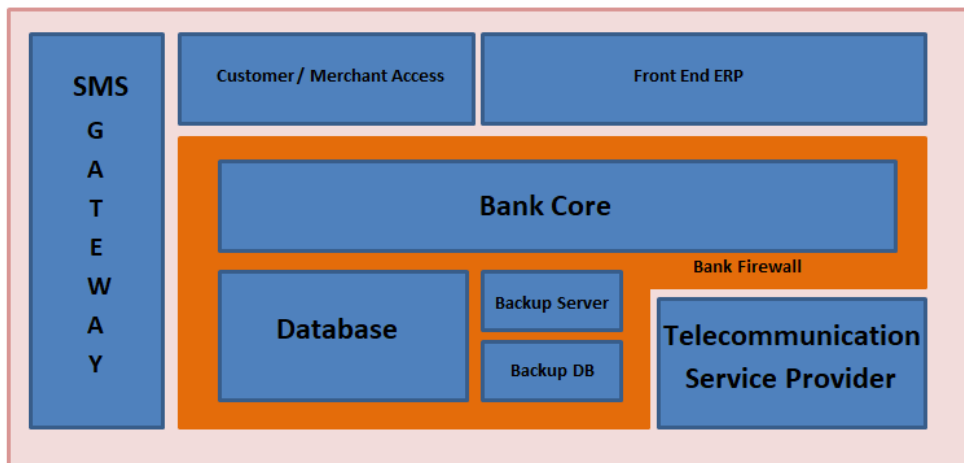 SMS
G
A
T
E
W
A
Y
Customer / Merchant Access
Front End ERP
Bank Core
Bank Firewall
Database
Backup Server
Backup DB
Telecommunication
Service Provider